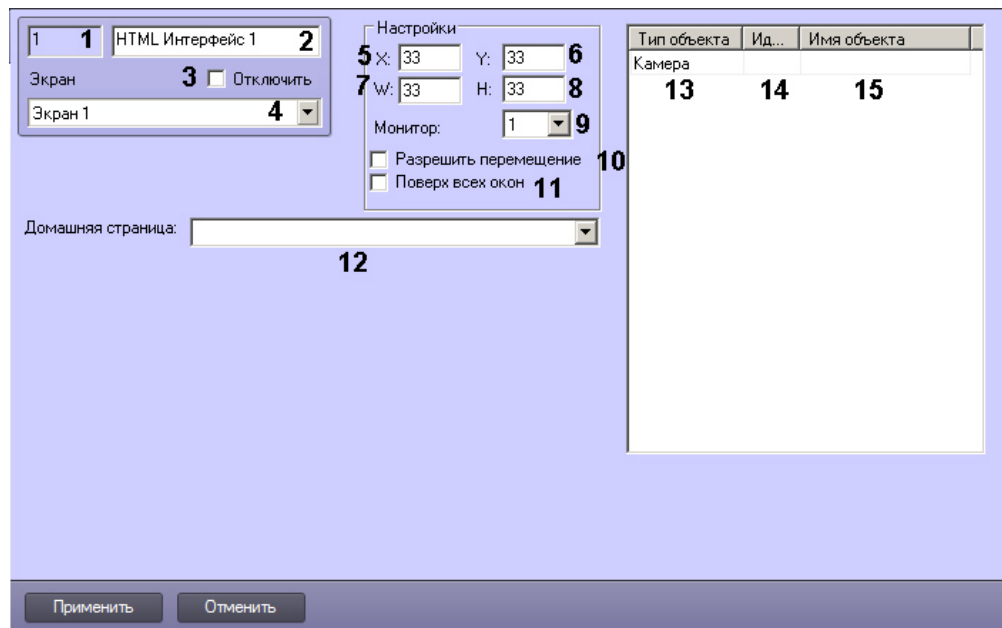 1 1 HTML Интерфейс 1 2
Экран 3 Отключить
Экран 1 4
Настройки
5 X: 33 Y: 33 6
7 W: 33 H: 33 8
Монитор: 1 9
Разрешить перемещение 10
Поверх всех окон 11
Домашняя страница:
12
Тип объекта Ид... Имя объекта
Камера
13 14 15
Применить Отменить